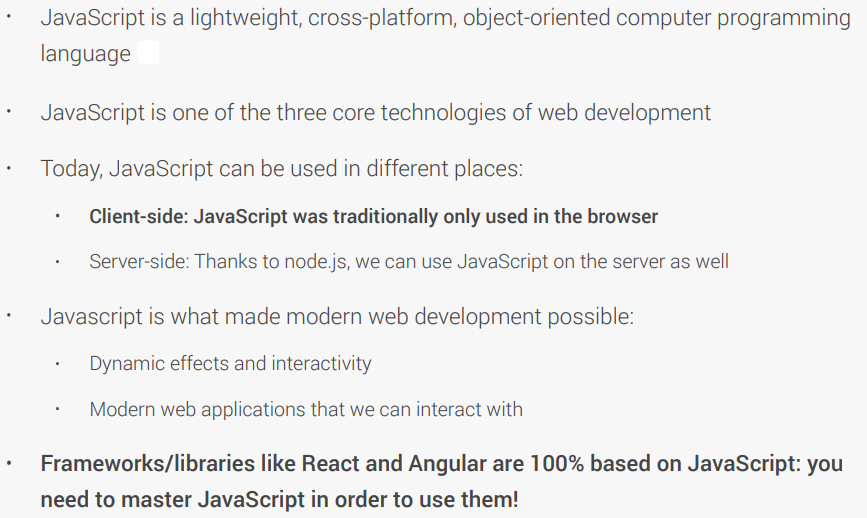 • JavaScript is a lightweight, cross-platform, object-oriented computer programming
language
• JavaScript is one of the three core technologies of web development
• Today, JavaScript can be used in different places:
• Client-side: JavaScript was traditionally only used in the browser
• Server-side: Thanks to node.js, we can use JavaScript on the server as well
• Javascript is what made modern web development possible:
• Dynamic effects and interactivity
• Modern web applications that we can interact with
• Frameworks/libraries like React and Angular are 100% based on JavaScript: you
need to master JavaScript in order to use them!